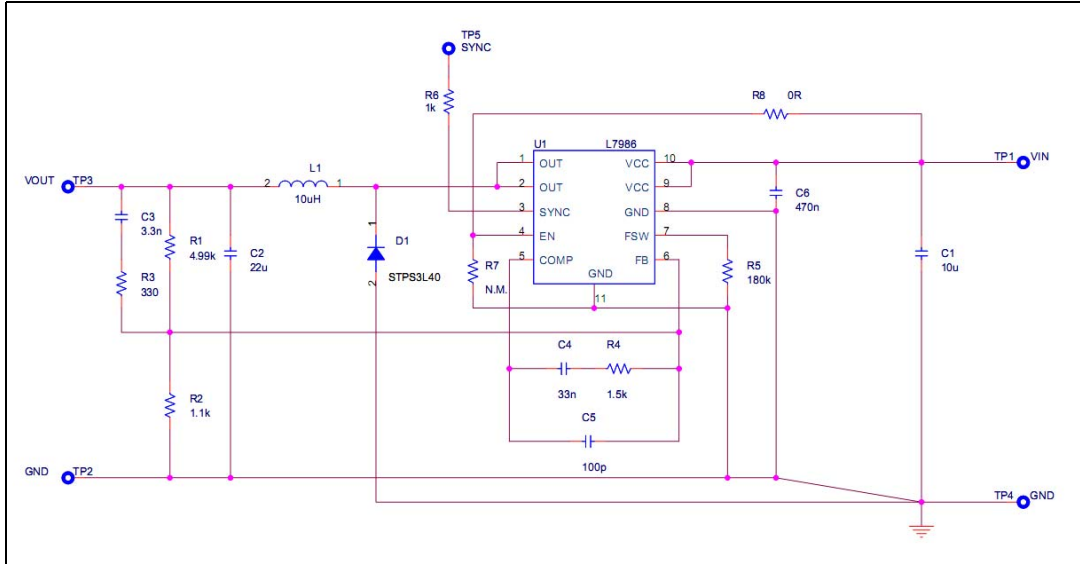 TP5
SYNC
R6
1k
R8 0R
U1 L7986
1 OUT VCC 10
2 OUT VCC 9
3 SYNC GND 8
4 EN FSW 7
5 COMP FB 6
GND
11
TP1 VIN
VOUT TP3
2 L1 1
10uH
C3
3.3n
R1
4.99k
C2
22u
R3
330
1
D1
STPS3L40
2
R7
N.M.
R5
180k
C6
470n
C1
10u
C4 R4
33n 1.5k
C5
100p
R2
1.1k
GND TP2
TP4 GND